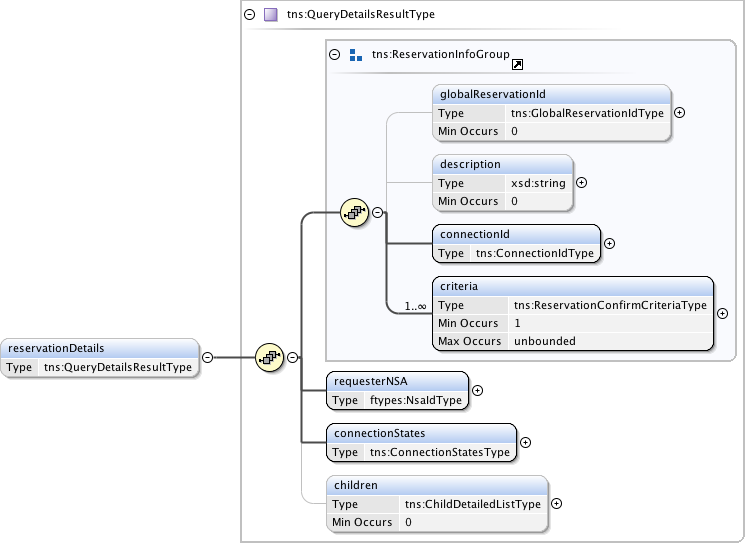 tns:QueryDetailsResultType
tns:ReservationInfoGroup
globalReservationId
Type tns:GlobalReservationIdType
Min Occurs 0
description
Type xsd:string
Min Occurs 0
connectionId
Type tns:ConnectionIdType
1..∞
criteria
Type tns:ReservationConfirmCriteriaType
Min Occurs 1
Max Occurs unbounded
reservationDetails
Type tns:QueryDetailsResultType
requesterNSA
Type ftypes:NsaIdType
connectionStates
Type tns:ConnectionStatesType
children
Type tns:ChildDetailedListType
Min Occurs 0